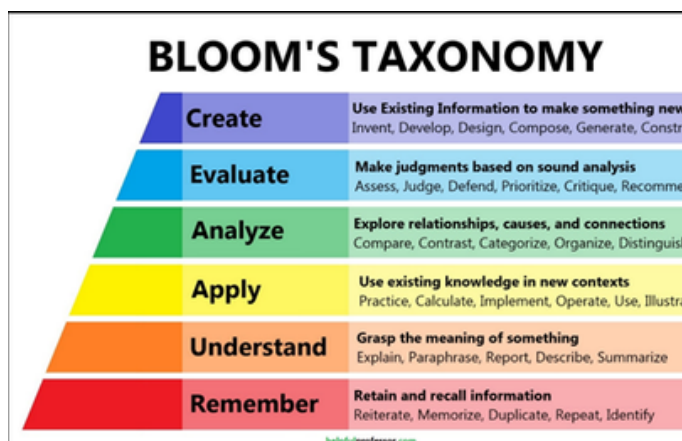 BLOOM'S TAXONOMY
Create
Use Existing Information to make something new
Invent, Develop, Design, Compose, Generate,
Evaluate
Make judgments based on sound analysis
Assess, Judge, Defend, Prioritize, Critique,
Analyze
Explore relationships, causes, and connections
Compare, Contrast, Categorize, Organize,
Apply
Use existing knowledge in new contexts
Practice, Calculate, Implement, Operate, Use,
Understand
Grasp the meaning of something
Explain, Paraphrase, Report, Describe, Summarize
Remember
Retain and recall information
Reiterate, Memorize, Duplicate, Repeat, Identify
helpfulprofessor.com